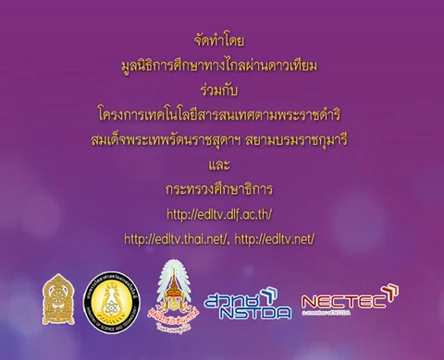 จัดทำโดย
มูลนิธิการศึกษาทางไกลผ่านดาวเทียม
ร่วมกับ
โครงการเทคโนโลยีสารสนเทศตามพระราชดำริ
สมเด็จพระเทพรัตนราชสุดาฯ สยามบรมราชกุมารี
และ
กระทรวงศึกษาธิการ
http://edltv.dlf.ac.th/
http://edltv.thai.net/, http://edltv.net/
สวทช
NSTDA
NECTEC
a member of NSTDA